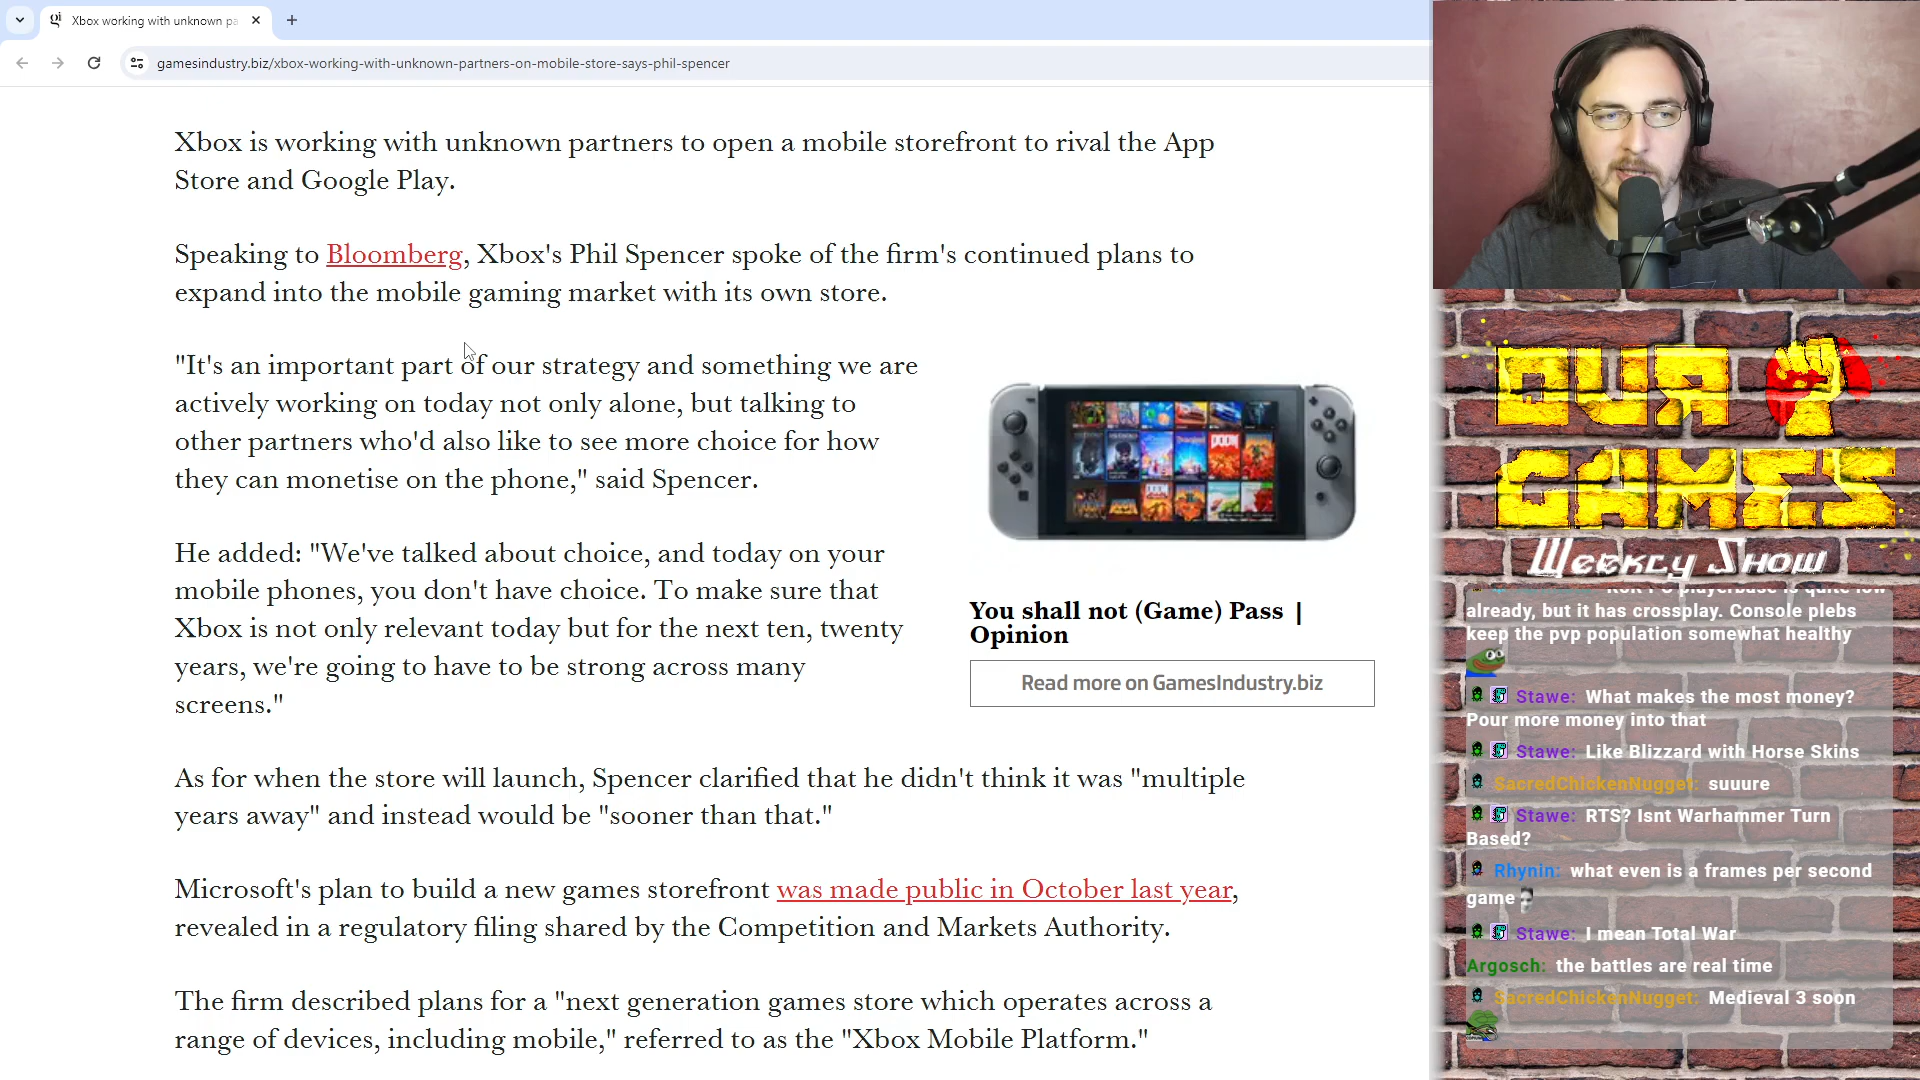 Xbox working with unknown pa
gamesindustry.biz/xbox-working-with-unknown-partners-on-mobile-store-says-phil-spencer
Xbox is working with unknown partners to open a mobile storefront to rival the App
Store and Google Play.
Speaking to Bloomberg, Xbox's Phil Spencer spoke of the firm's continued plans to
expand into the mobile gaming market with its own store.
"It's an important part of our strategy and something we are
actively working on today not only alone, but talking to
other partners who'd also like to see more choice for how
they can monetise on the phone," said Spencer.
He added: "We've talked about choice, and today on your
mobile phones, you don't have choice. To make sure that
Xbox is not only relevant today but for the next ten, twenty
years, we're going to have to be strong across many
screens."
DOOM
You shall not (Game) Pass |
Opinion
Read more on GamesIndustry.biz
As for when the store will launch, Spencer clarified that he didn't think it was "multiple
years away" and instead would be "sooner than that."
Microsoft's plan to build a new games storefront was made public in October last year,
revealed in a regulatory filing shared by the Competition and Markets Authority.
The firm described plans for a "next generation games store which operates across a
range of devices, including mobile," referred to as the "Xbox Mobile Platform."
OUR
GAMES
Weekly Show
already, but it has crossplay. Console plebs
keep the pvp population somewhat healthy
Stawe: What makes the most money?
Pour more money into that
Stawe: Like Blizzard with Horse Skins
SacredChickenNugget: suuure
Stawe: RTS? Isnt Warhammer Turn
Based?
Rhynin: what even is a frames per second
game
Stawe: I mean Total War
Argosch: the battles are real time
SacredChickenNugget: Medieval 3 soon